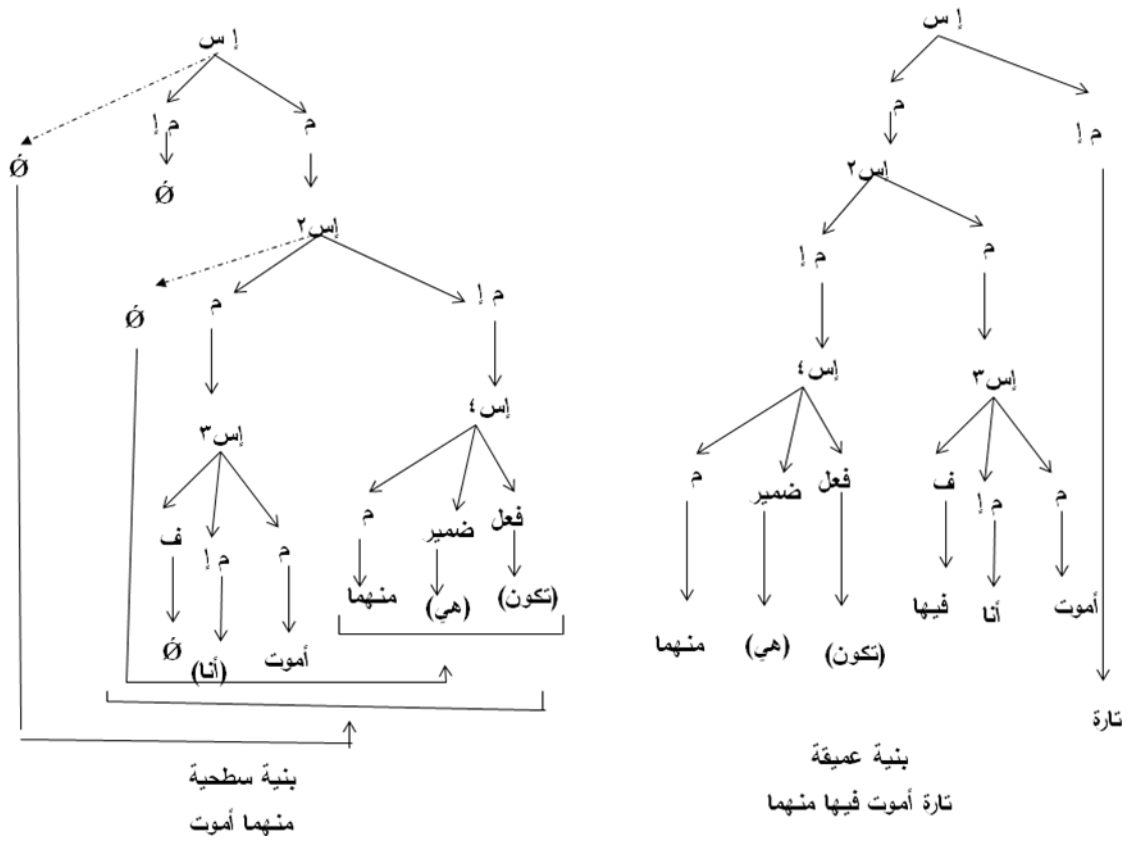 إ س
م إ
م
إس٢
م
م إ
إس٣
إس٤
م
م إ
ف
فعل
ضمير
م
أموت
أنا
فيها
(تكون)
(هي)
منهما
تارة
بنية عميقة
تارة أموت فيها منهما
إ س
م
م إ
Ǿ
Ǿ
إس٢
م إ
م
Ǿ
إس٤
إس٣
فعل
ضمير
م
م
م إ
ف
(تكون)
(هي)
منهما
أموت
(أنا)
Ǿ
بنية سطحية
منهما أموت